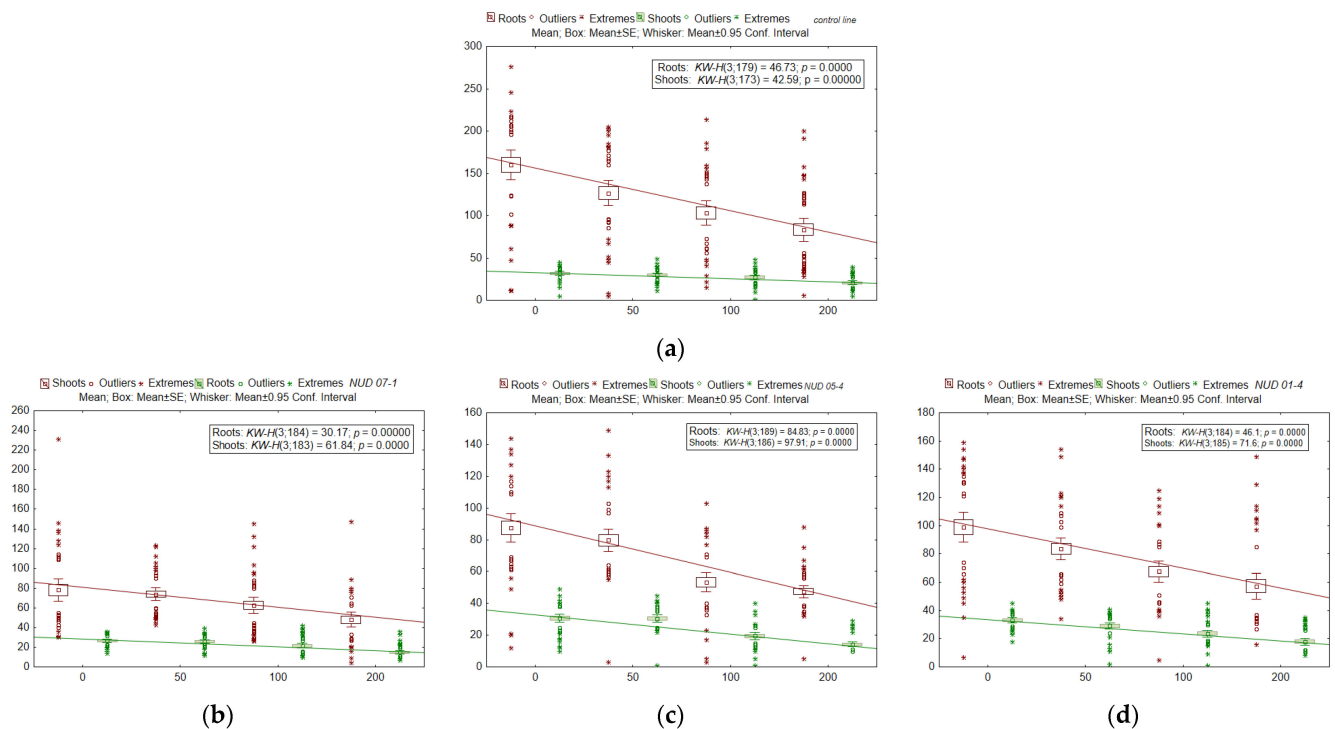 Roots Outliers Extremes Shoots Outliers Extremes control line
Mean; Box: Mean±SE; Whisker: Mean±0.95 Conf. Interval
Roots: KW-H(3;179) = 46.73; p = 0.0000
Shoots: KW-H(3;173) = 42.59; p = 0.00000
300
250
200
150
100
50
0
0 50 100 200
(a)
Shoots Outliers Extremes Roots Outliers Extremes NUD 07-1
Mean; Box: Mean±SE; Whisker: Mean±0.95 Conf. Interval
Roots: KW-H(3;184) = 30.17; p = 0.00000
Shoots: KW-H(3;183) = 61.84; p = 0.0000
260
240
220
200
180
160
140
120
100
80
60
40
20
0
0 50 100 200
(b)
Roots Outliers Extremes Shoots Outliers Extremes NUD 05-4
Mean; Box: Mean±SE; Whisker: Mean±0.95 Conf. Interval
Roots: KW-H(3;189) = 84.83; p = 0.0000
Shoots: KW-H(3;186) = 97.91; p = 0.0000
160
140
120
100
80
60
40
20
0
0 50 100 200
(c)
Roots Outliers Extremes Shoots Outliers Extremes NUD 01-4
Mean; Box: Mean±SE; Whisker: Mean±0.95 Conf. Interval
Roots: KW-H(3;184) = 46.1; p = 0.0000
Shoots: KW-H(3;185) = 71.6; p = 0.0000
180
160
140
120
100
80
60
40
20
0
0 50 100 200
(d)